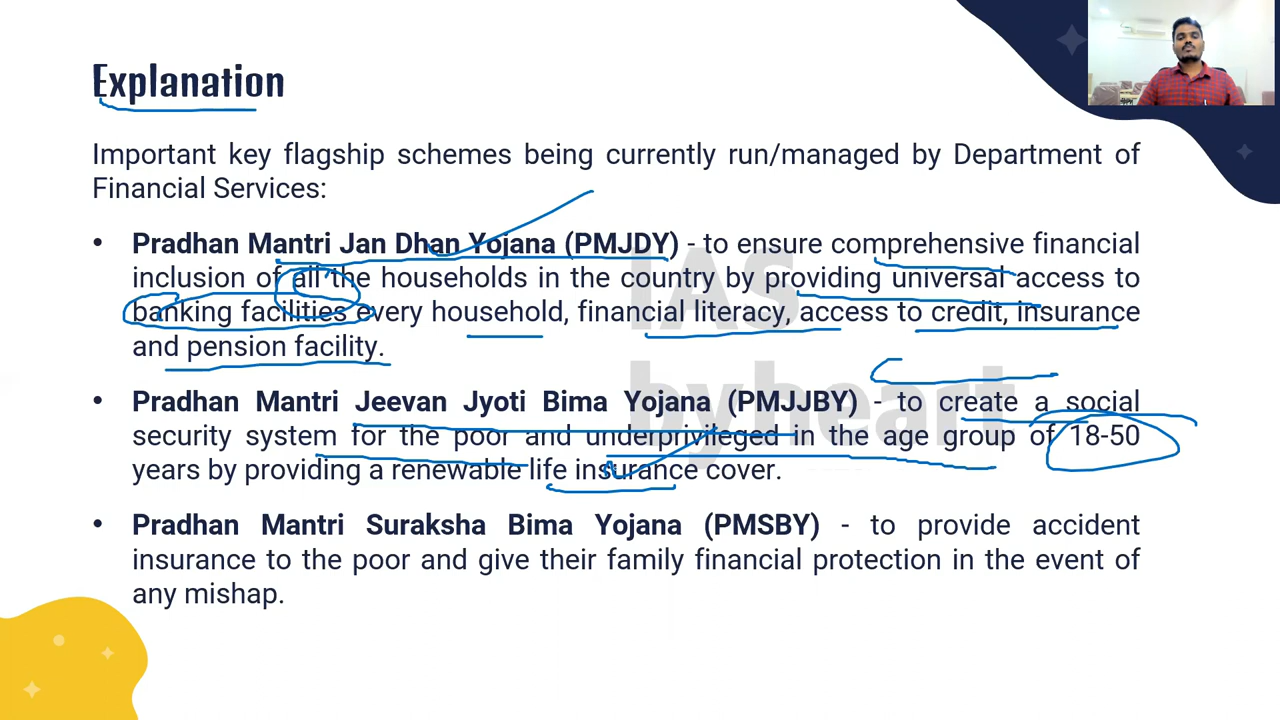 Explanation
Important key flagship schemes being currently run/managed by Department of
Financial Services:
• Pradhan Mantri Jan Dhan Yojana (PMJDY) - to ensure comprehensive financial
inclusion of all the households in the country by providing universal access to
banking facilities every household, financial literacy, access to credit, insurance
and pension facility.
• Pradhan Mantri Jeevan Jyoti Bima Yojana (PMJJBY) - to create a social
security system for the poor and underprivileged in the age group of 18-50
years by providing a renewable life insurance cover.
• Pradhan Mantri Suraksha Bima Yojana (PMSBY) - to provide accident
insurance to the poor and give their family financial protection in the event of
any mishap.
IAS
byheart